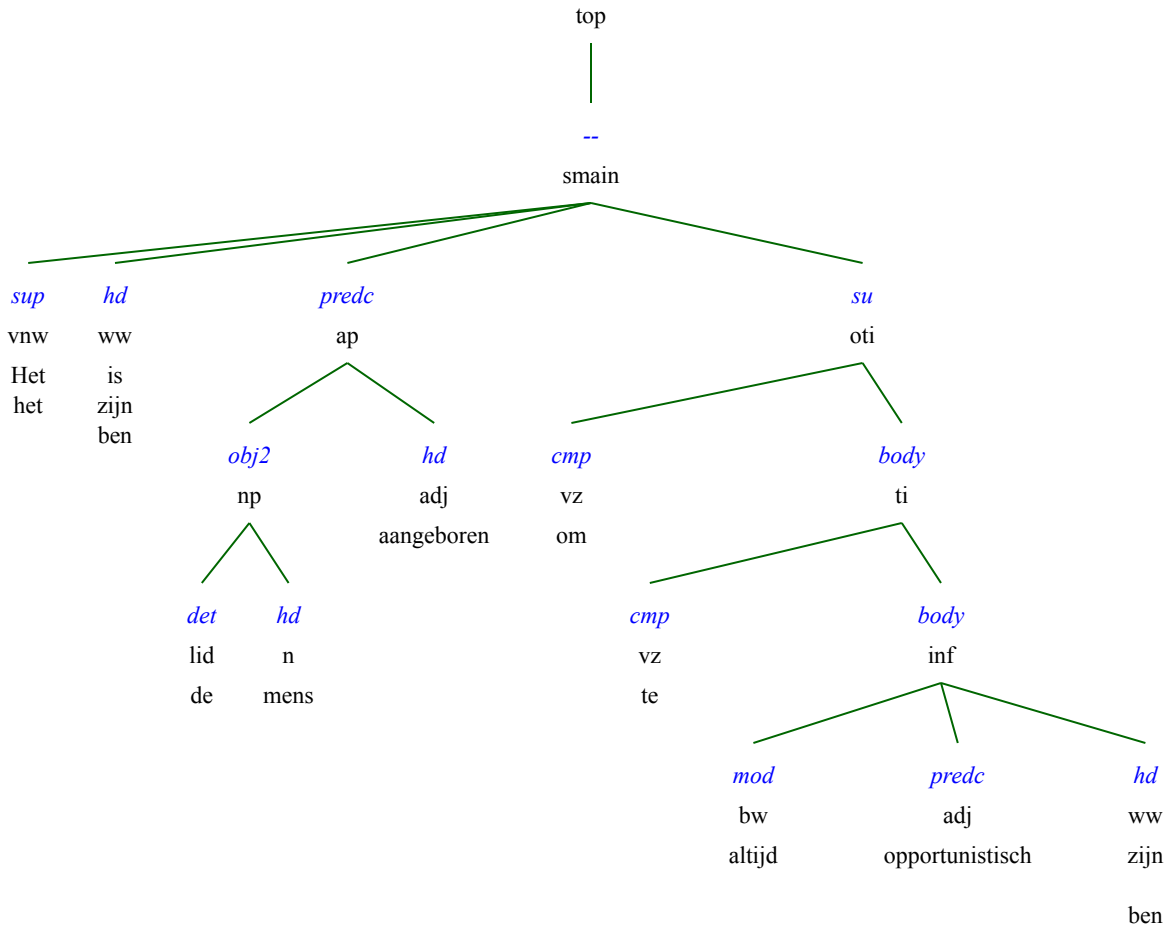 top
--
smain
sup hd predc su
vnw ww ap oti
Het is
het zijn
ben
obj2 hd cmp body
np adj vz ti
aangeboren om
det hd cmp body
lid n vz inf
de mens te
mod predc hd
bw adj ww
altijd opportunistisch zijn
ben